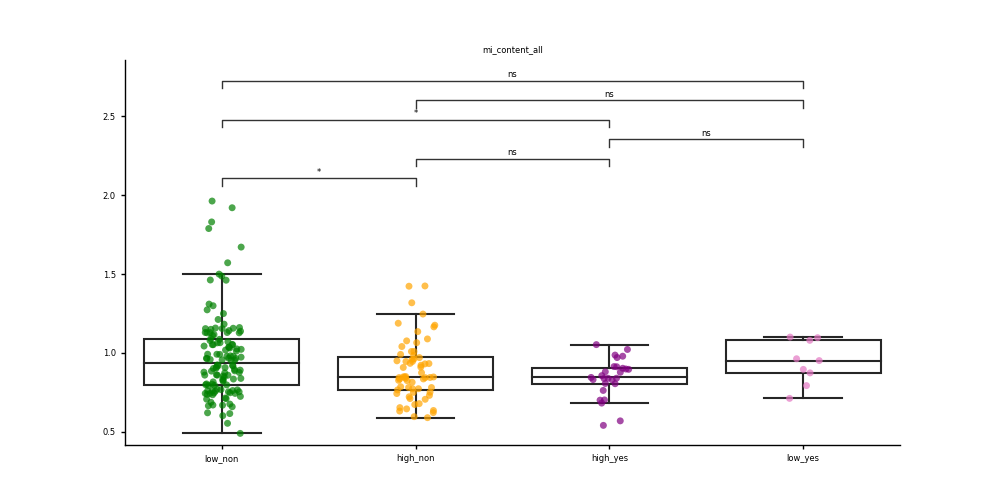 mi_content_all
ns
ns
*
ns
ns
*
2.5
2.0
1.5
1.0
0.5
low_non high_non high_yes low_yes